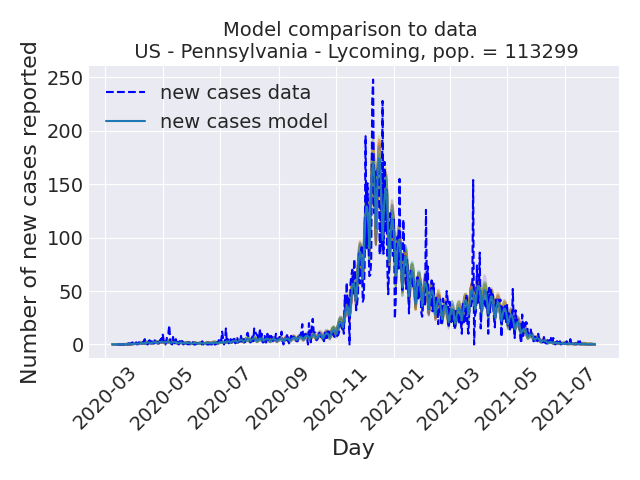 Model comparison to data
US - Pennsylvania - Lycoming, pop. = 113299
Number of new cases reported
250
200
150
100
50
0
new cases data
new cases model
2020-03
2020-05
2020-07
2020-09
2020-11
2021-01
2021-03
2021-05
2021-07
Day